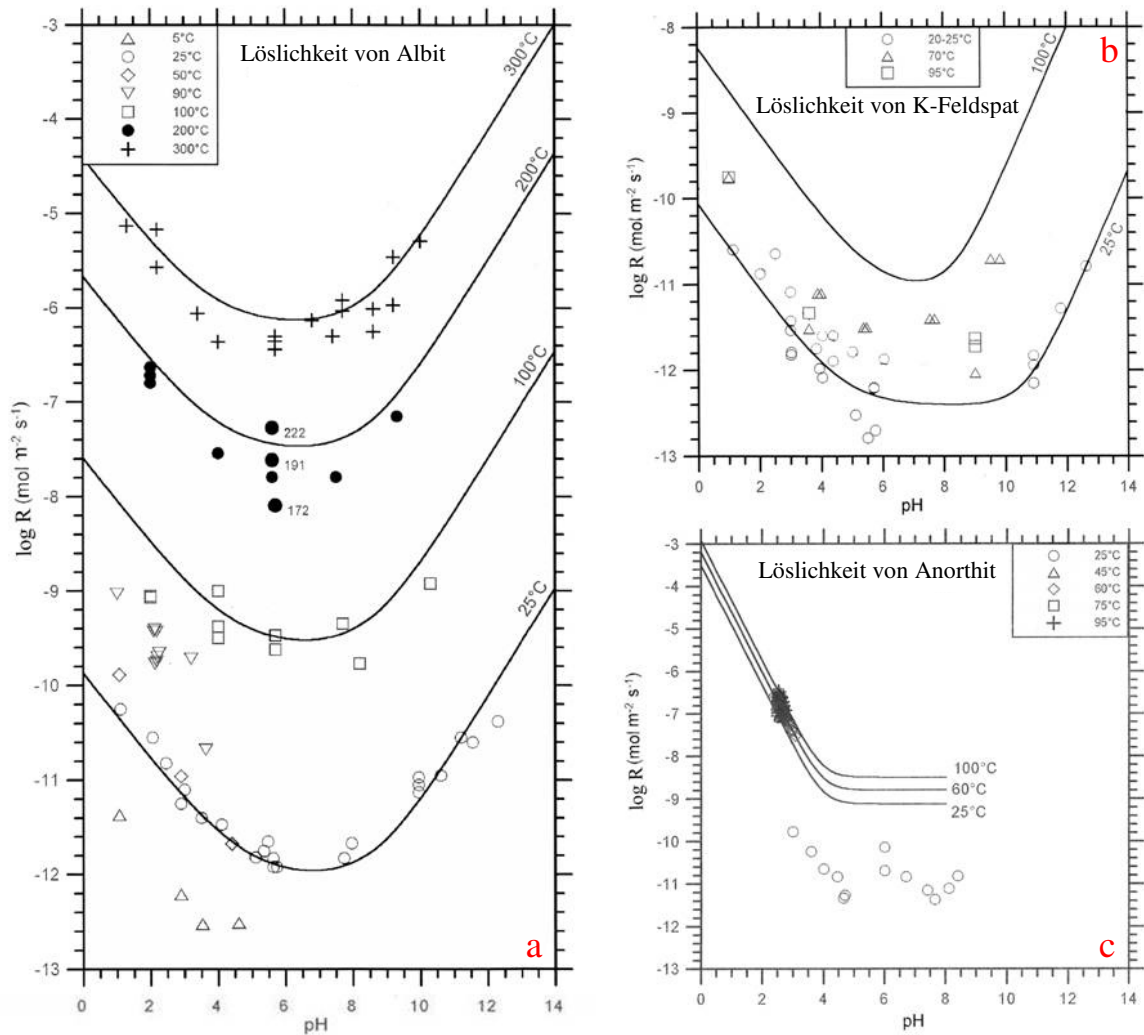 Löslichkeit von Albit
5°C
25°C
50°C
90°C
100°C
200°C
300°C
300°C
200°C
100°C
25°C
222
191
172
-3
-4
-5
-6
-7
-8
-9
-10
-11
-12
-13
log R (mol m⁻² s⁻¹)
0 2 4 6 8 10 12 14
pH
a
Löslichkeit von K-Feldspat
20-25°C
70°C
95°C
100°C
25°C
-8
-9
-10
-11
-12
-13
log R (mol m⁻² s⁻¹)
0 2 4 6 8 10 12 14
pH
b
Löslichkeit von Anorthit
25°C
45°C
60°C
75°C
95°C
100°C
60°C
25°C
-3
-4
-5
-6
-7
-8
-9
-10
-11
-12
-13
log R (mol m⁻² s⁻¹)
0 2 4 6 8 10 12 14
pH
c